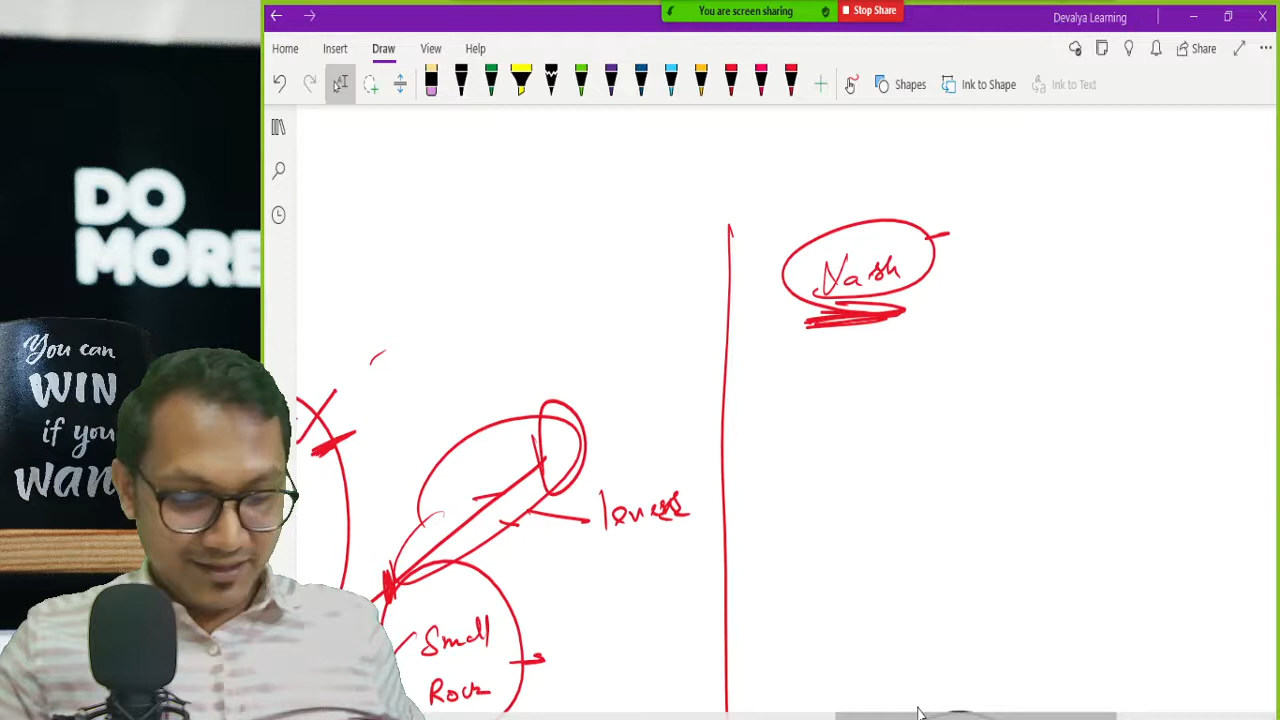 You are screen sharing
Stop Share
Devalya Learning
Home Insert Draw View Help
Share
Shapes
Ink to Shape
Ink to Text
DO
MORE
You can
WIN
if you
wan
Yash
X
Small
Rock